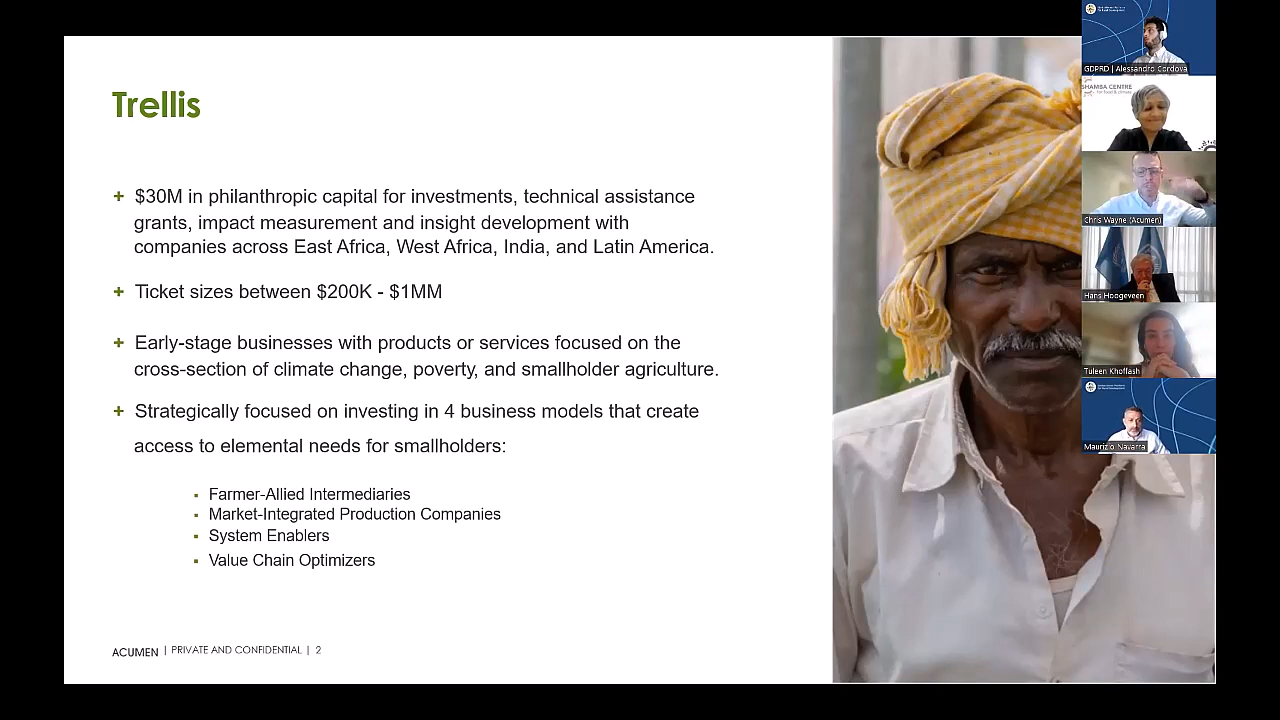 Trellis
+ $30M in philanthropic capital for investments, technical assistance
grants, impact measurement and insight development with
companies across East Africa, West Africa, India, and Latin America.
+ Ticket sizes between $200K - $1MM
+ Early-stage businesses with products or services focused on the
cross-section of climate change, poverty, and smallholder agriculture.
+ Strategically focused on investing in 4 business models that create
access to elemental needs for smallholders:
▪ Farmer-Allied Intermediaries
▪ Market-Integrated Production Companies
▪ System Enablers
▪ Value Chain Optimizers
ACUMEN | PRIVATE AND CONFIDENTIAL | 2
GDPRD | Alessandro Cordova
SHAMBA CENTRE
for food & climate
Chris Wayne (Acumen)
Hans Hoogeveen
Tuleen Khoffash
Maurizio Navarra